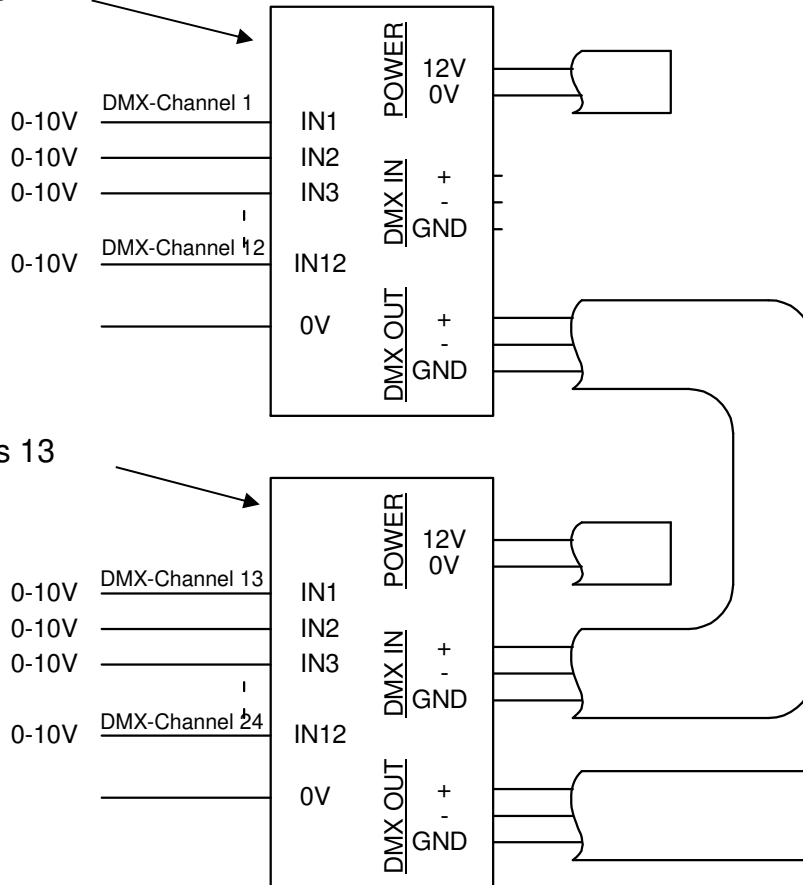 POWER
12V
0V
DMX-Channel 1
0-10V
IN1
0-10V
IN2
0-10V
IN3
DMX IN
+
-
GND
DMX-Channel 12
0-10V
IN12
0V
DMX OUT
+
-
GND
s 13
POWER
12V
0V
DMX-Channel 13
0-10V
IN1
0-10V
IN2
0-10V
IN3
DMX IN
+
-
GND
DMX-Channel 24
0-10V
IN12
0V
DMX OUT
+
-
GND